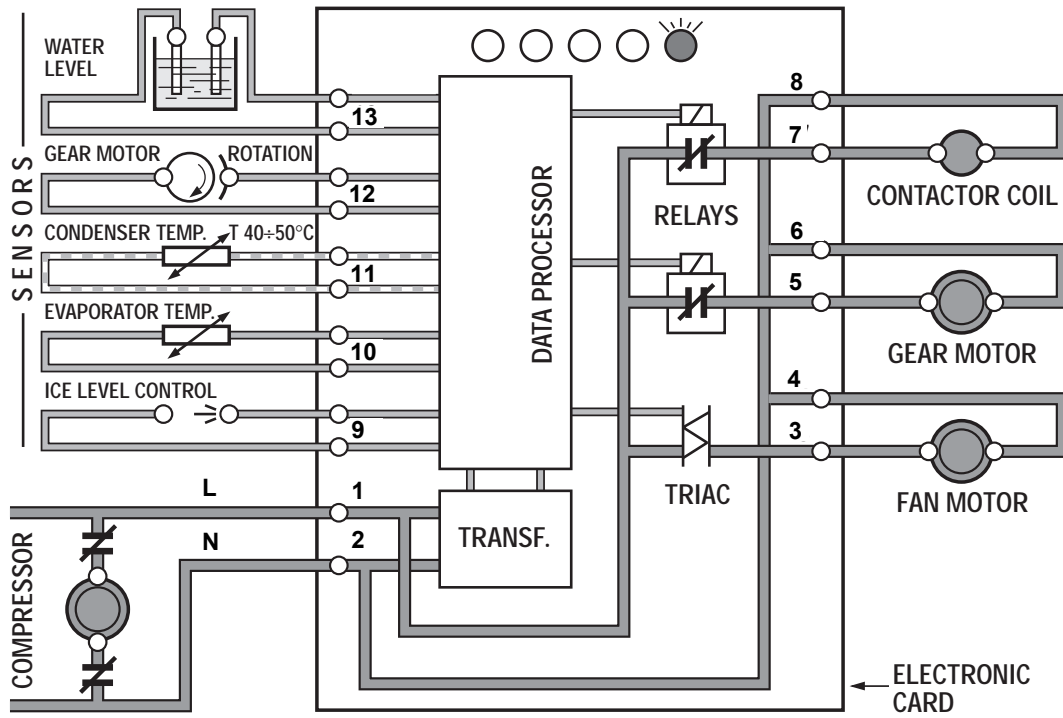 SENSORS
WATER
LEVEL
13
GEAR MOTOR ROTATION
12
CONDENSER TEMP. T 40÷50°C
11
EVAPORATOR TEMP.
10
ICE LEVEL CONTROL
9
L
1
N
2
COMPRESSOR
DATA PROCESSOR
TRANSF.
RELAYS
TRIAC
8
7
CONTACTOR COIL
6
5
GEAR MOTOR
4
3
FAN MOTOR
ELECTRONIC
CARD